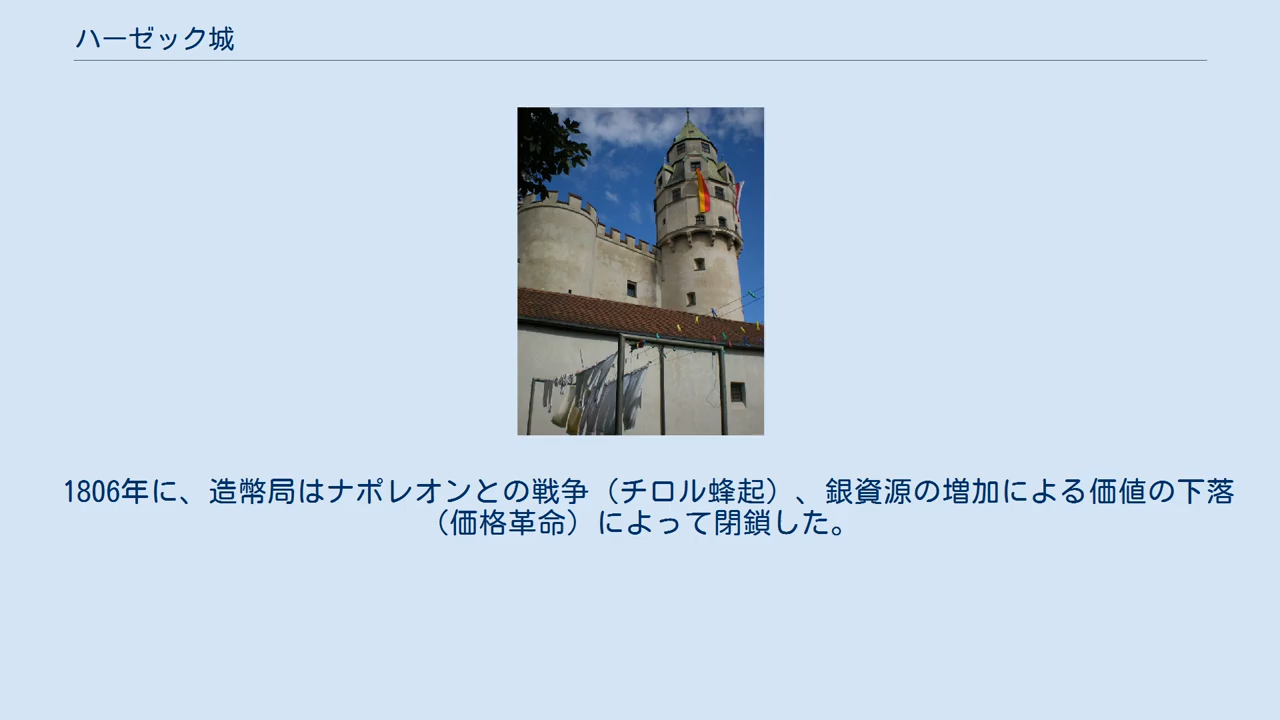 ハーゼック城
1806年に、造幣局はナポレオンとの戦争（チロル蜂起）、銀資源の増加による価値の下落
（価格革命）によって閉鎖した。